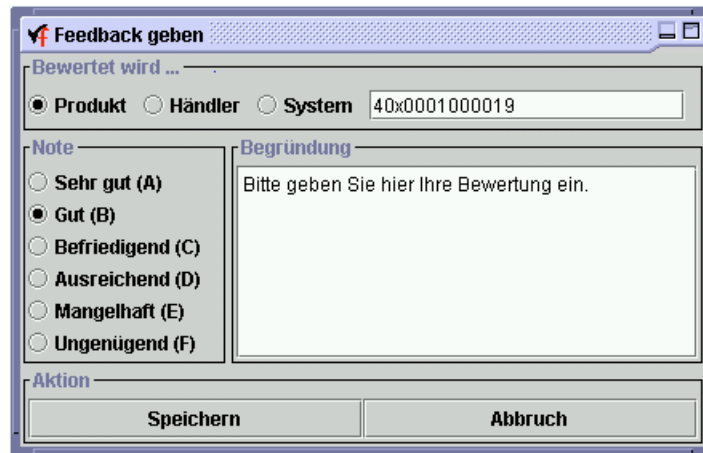 Feedback geben
Bewertet wird ...
Produkt Händler System 40x0001000019
Note
Begründung
Sehr gut (A)
Bitte geben Sie hier Ihre Bewertung ein.
Gut (B)
Befriedigend (C)
Ausreichend (D)
Mangelhaft (E)
Ungenügend (F)
Aktion
Speichern
Abbruch